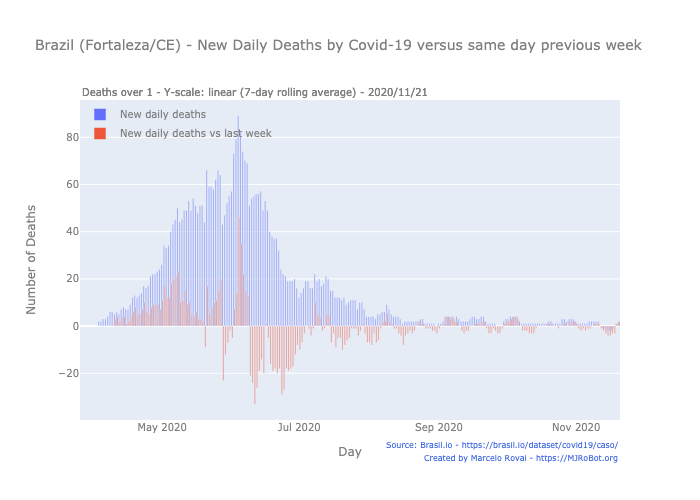 Brazil (Fortaleza/CE) - New Daily Deaths by Covid-19 versus same day previous week
Deaths over 1 - Y-scale: linear (7-day rolling average) - 2020/11/21
New daily deaths
New daily deaths vs last week
Number of Deaths
80
60
40
20
0
−20
May 2020
Jul 2020
Sep 2020
Nov 2020
Day
Source: Brasil.io - https://brasil.io/dataset/covid19/caso/
Created by Marcelo Rovai - https://MJRoBot.org